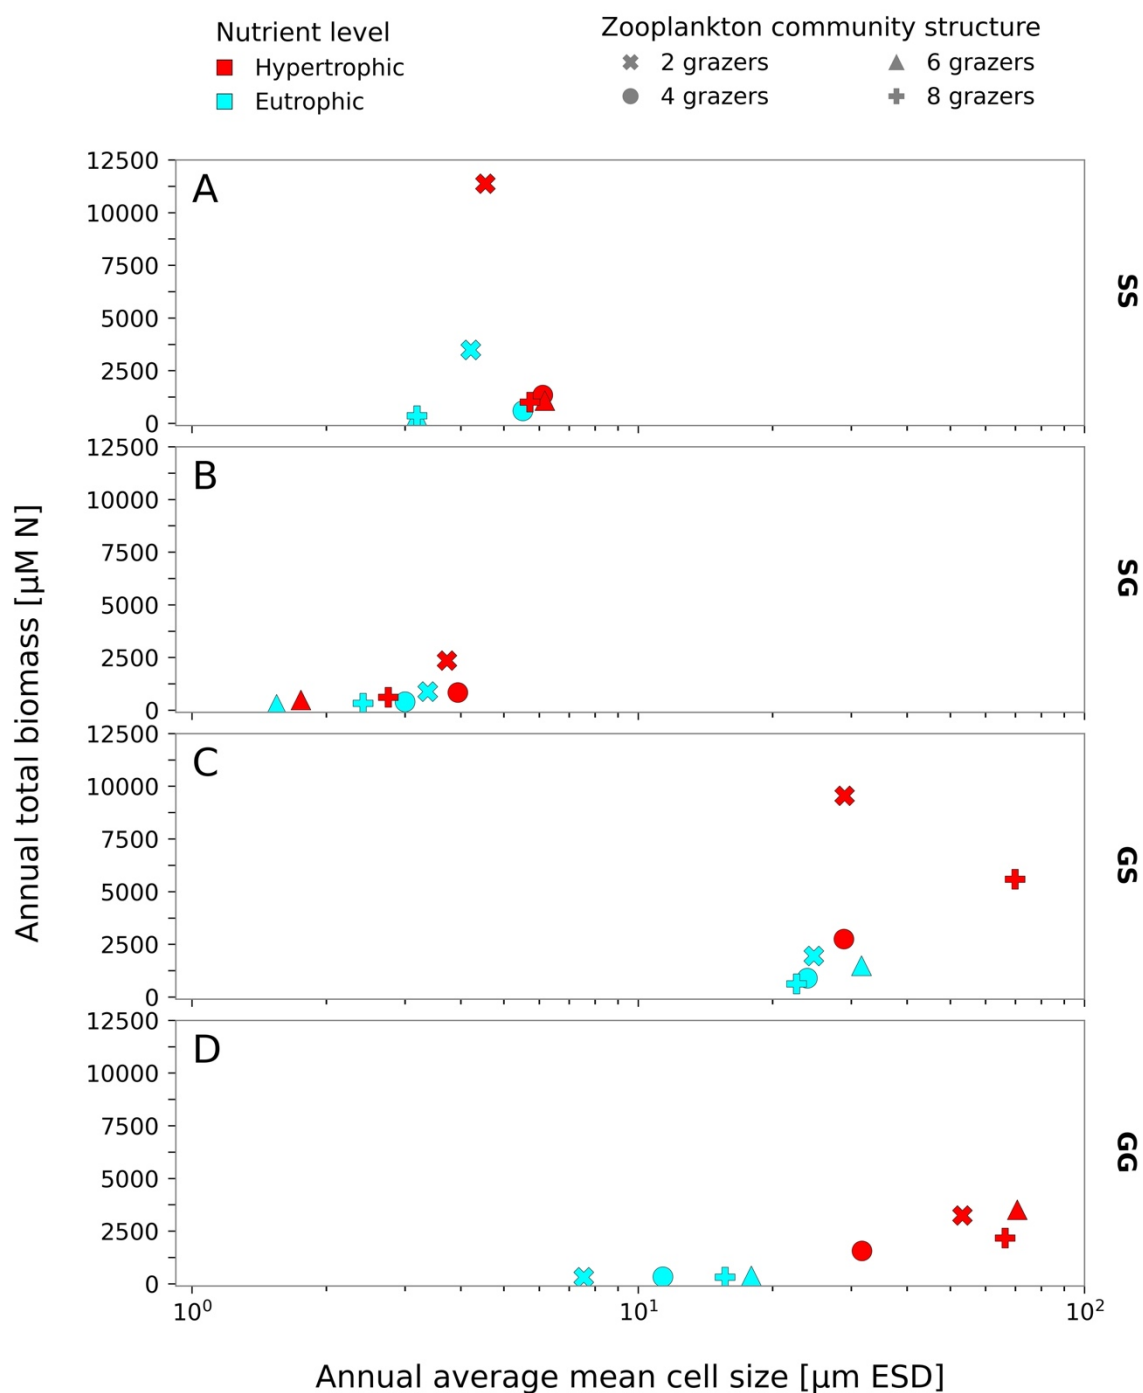 Nutrient level
Hypertrophic
Eutrophic
Zooplankton community structure
2 grazers
6 grazers
4 grazers
8 grazers
Annual total biomass [µM N]
12500
10000
7500
5000
2500
0
A
SS
12500
10000
7500
5000
2500
0
B
SG
12500
10000
7500
5000
2500
0
C
GS
12500
10000
7500
5000
2500
0
D
GG
10⁰
10¹
10²
Annual average mean cell size [µm ESD]